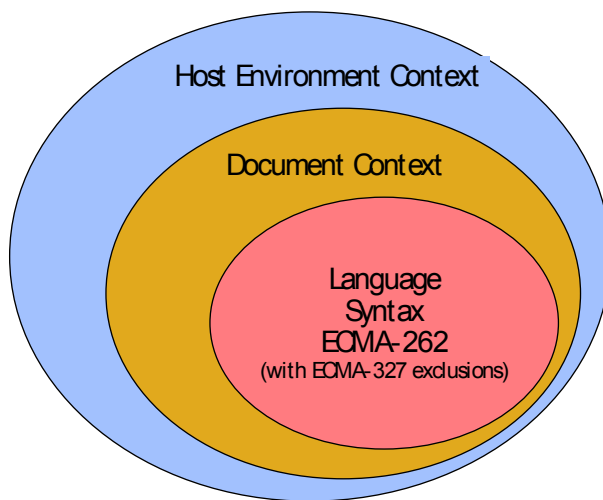 Host Environment Context
Document Context
Language
Syntax
ECMA-262
(with ECMA-327 exclusions)